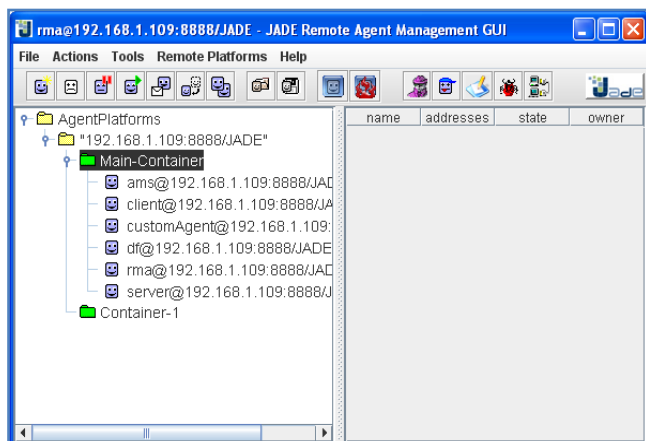 rma@192.168.1.109:8888/JADE - JADE Remote Agent Management GUI
File Actions Tools Remote Platforms Help
Jade
AgentPlatforms
"192.168.1.109:8888/JADE"
Main-Container
ams@192.168.1.109:8888/JAD
client@192.168.1.109:8888/JA
customAgent@192.168.1.109:
df@192.168.1.109:8888/JADE
rma@192.168.1.109:8888/JAD
server@192.168.1.109:8888/J
Container-1
name addresses state owner